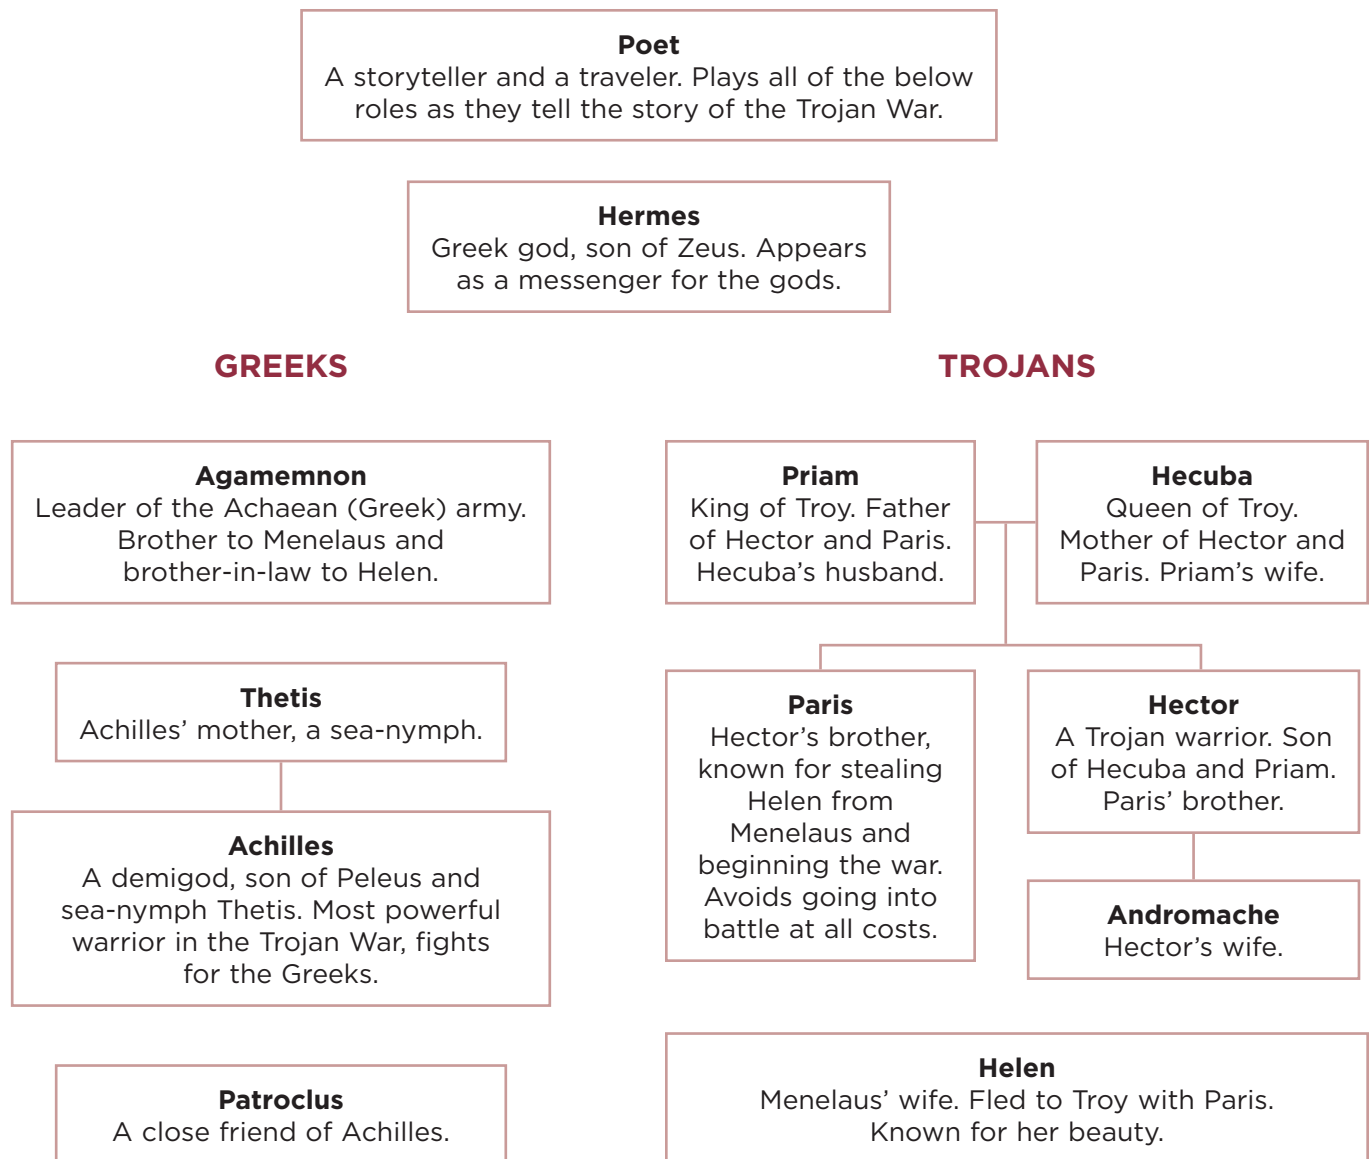 Poet
A storyteller and a traveler. Plays all of the below
roles as they tell the story of the Trojan War.
Hermes
Greek god, son of Zeus. Appears
as a messenger for the gods.
GREEKS
Agamemnon
Leader of the Achaean (Greek) army.
Brother to Menelaus and
brother-in-law to Helen.
Thetis
Achilles’ mother, a sea-nymph.
Achilles
A demigod, son of Peleus and
sea-nymph Thetis. Most powerful
warrior in the Trojan War, fights
for the Greeks.
Patroclus
A close friend of Achilles.
TROJANS
Priam
King of Troy. Father
of Hector and Paris.
Hecuba’s husband.
Hecuba
Queen of Troy.
Mother of Hector and
Paris. Priam’s wife.
Paris
Hector’s brother,
known for stealing
Helen from
Menelaus and
beginning the war.
Avoids going into
battle at all costs.
Hector
A Trojan warrior. Son
of Hecuba and Priam.
Paris’ brother.
Andromache
Hector’s wife.
Helen
Menelaus’ wife. Fled to Troy with Paris.
Known for her beauty.